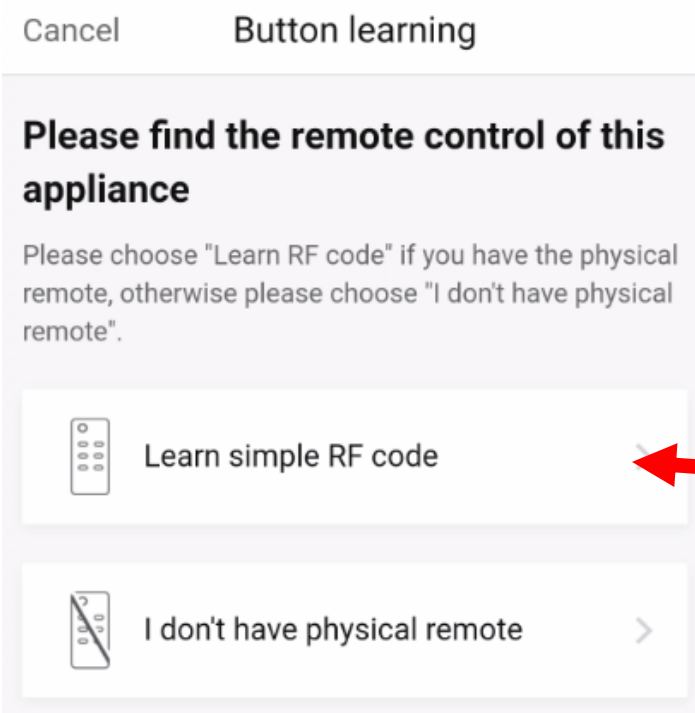 Cancel Button learning
Please find the remote control of this
appliance
Please choose "Learn RF code" if you have the physical
remote, otherwise please choose "I don't have physical
remote".
Learn simple RF code
I don't have physical remote